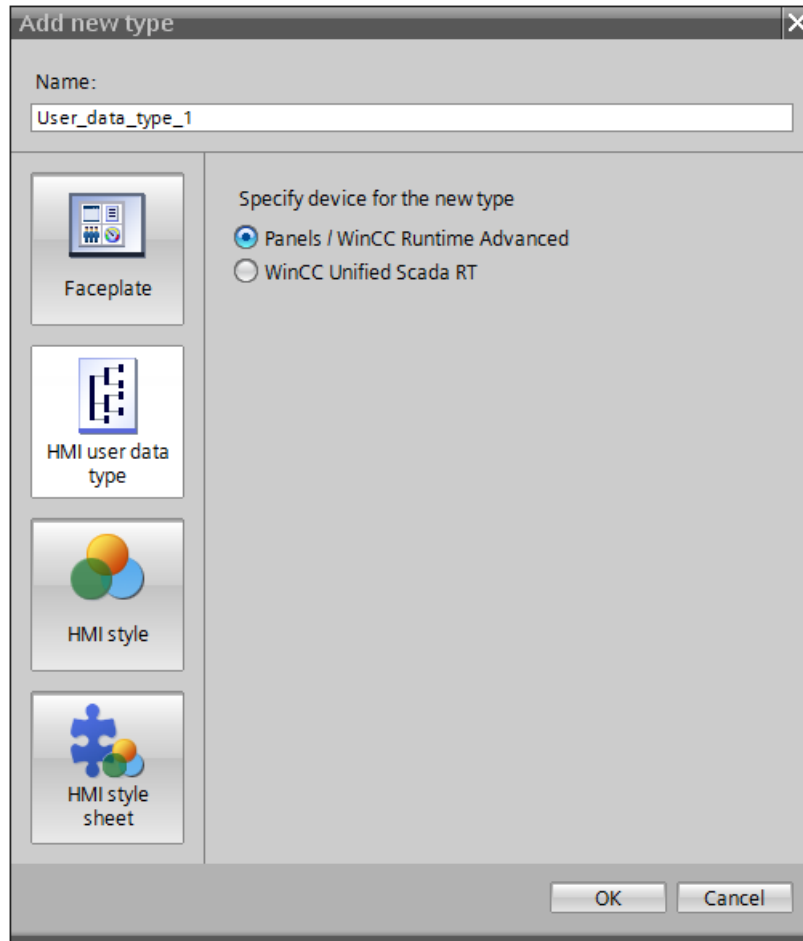 Add new type
Name:
User_data_type_1
Faceplate
HMI user data
type
HMI style
HMI style
sheet
Specify device for the new type
Panels / WinCC Runtime Advanced
WinCC Unified Scada RT
OK
Cancel